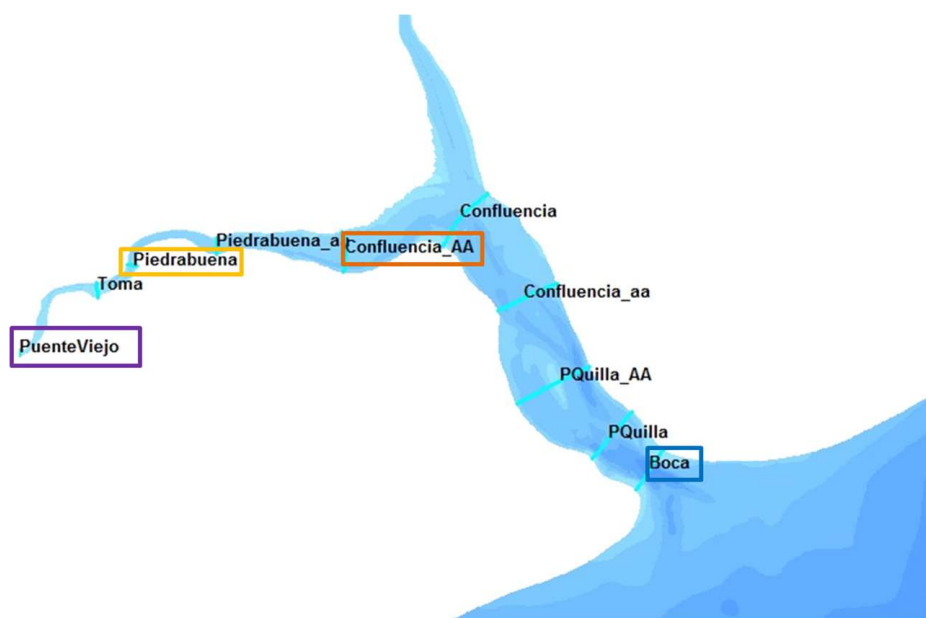 Confluencia
Piedrabuena_a
Confluencia_AA
Piedrabuena
Toma
Confluencia_aa
PuenteViejo
PQuilla_AA
PQuilla
Boca